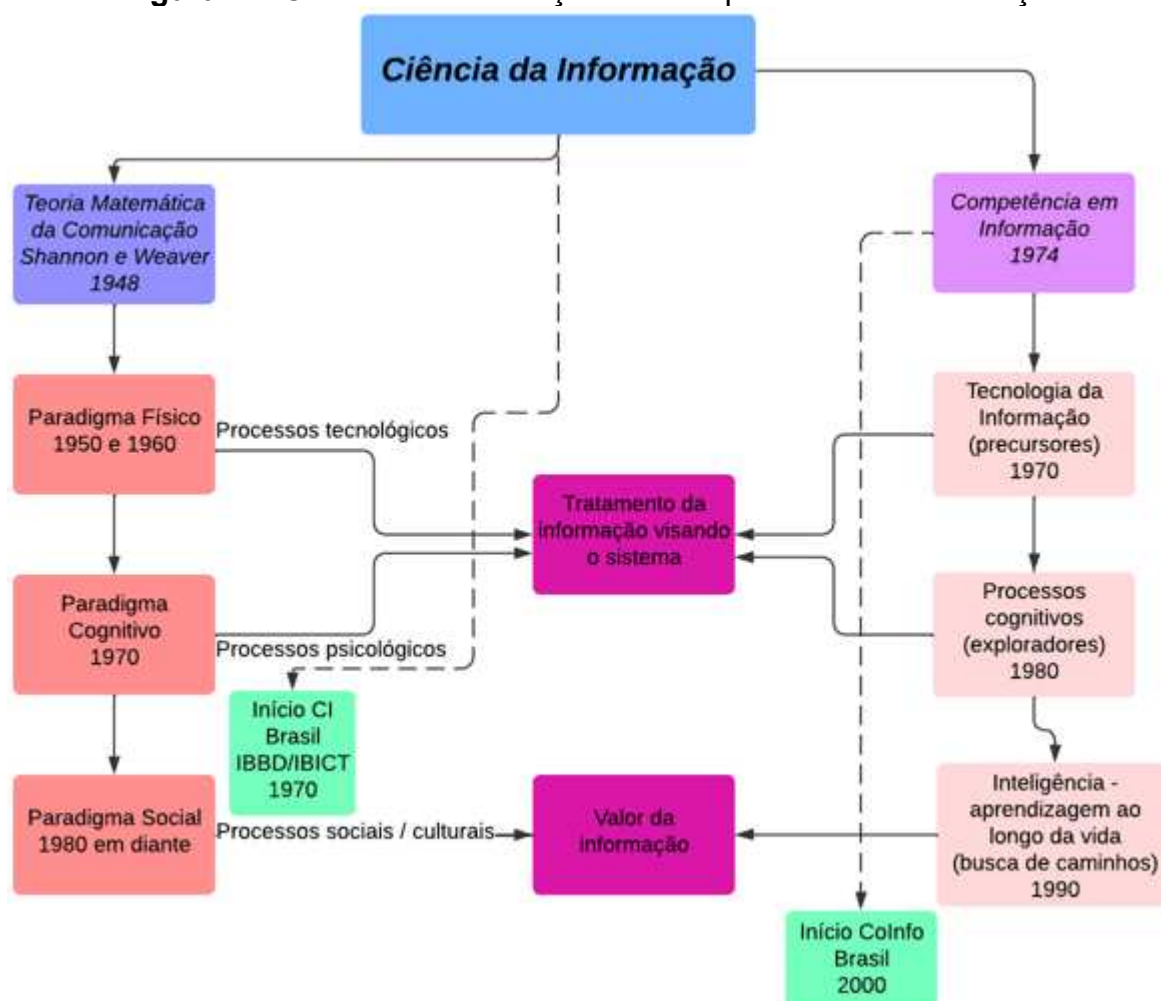 Ciência da Informação
Teoria Matemática
da Comunicação
Shannon e Weaver
1948
Competência em
Informação
1974
Paradigma Físico
1950 e 1960
Processos tecnológicos
Tecnologia da
Informação
(precursores)
1970
Tratamento da
informação visando
o sistema
Paradigma
Cognitivo
1970
Processos psicológicos
Processos
cognitivos
(exploradores)
1980
Início CI
Brasil
IBBD/IBICT
1970
Paradigma Social
1980 em diante
Processos sociais / culturais
Valor da
informação
Inteligência -
aprendizagem ao
longo da vida
(busca de caminhos)
1990
Início CoInfo
Brasil
2000